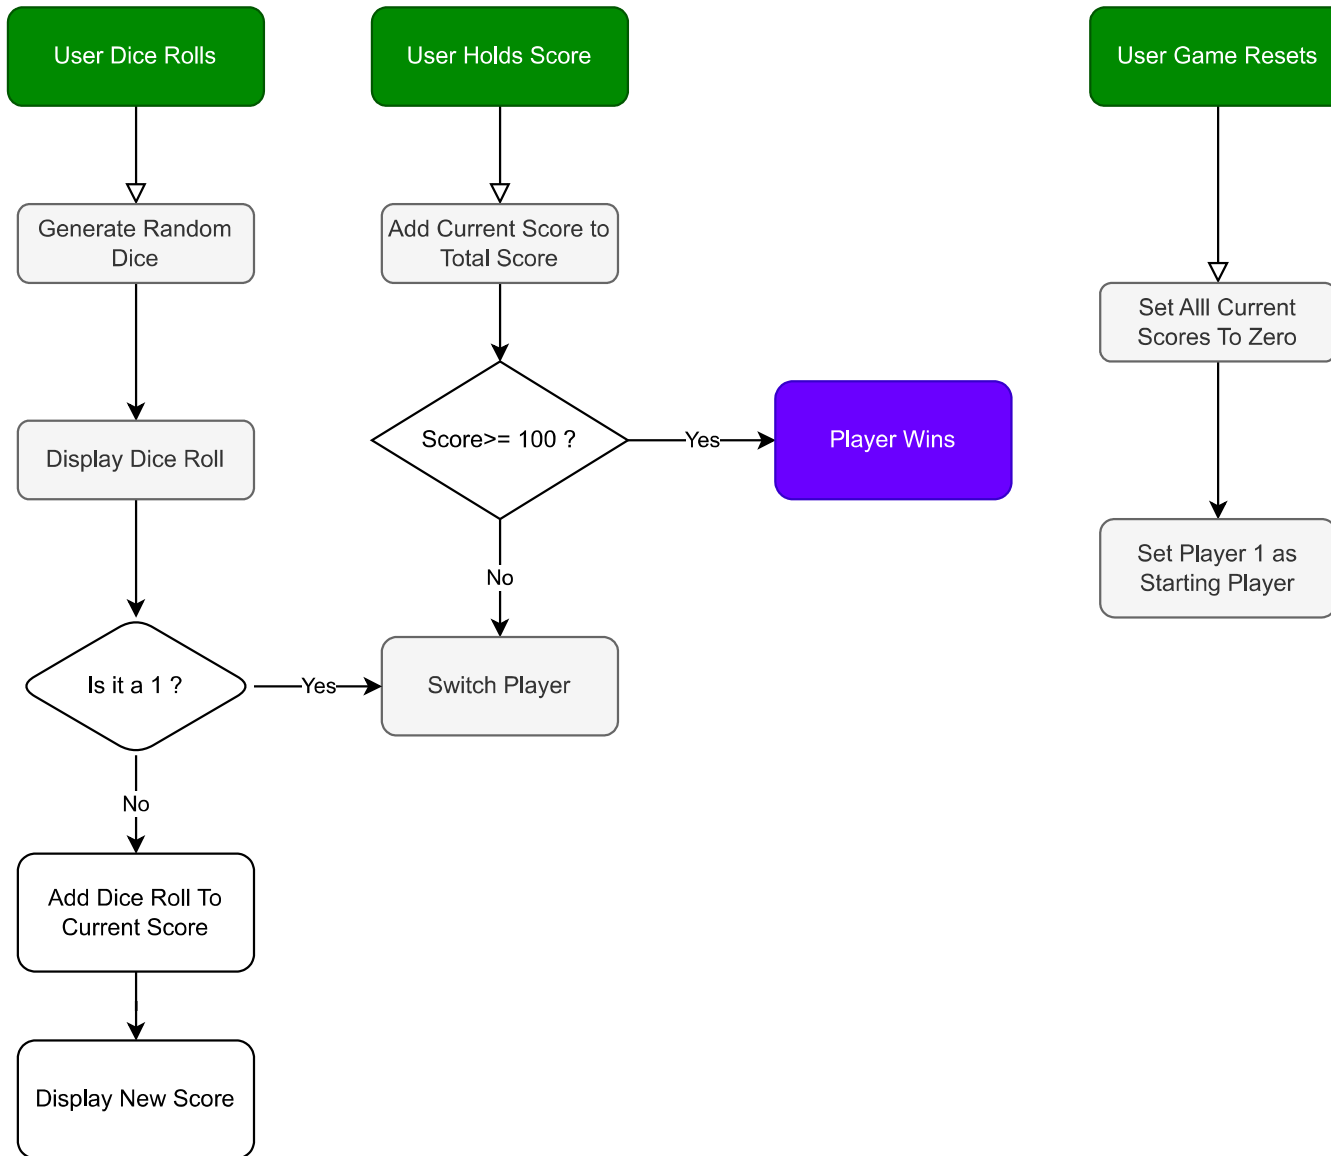 User Dice Rolls
User Holds Score
User Game Resets
Generate Random
Dice
Add Current Score to
Total Score
Set Alll Current
Scores To Zero
Display Dice Roll
Score>= 100 ?
Yes
Player Wins
No
Set Player 1 as
Starting Player
Is it a 1 ?
Yes
Switch Player
No
Add Dice Roll To
Current Score
Display New Score